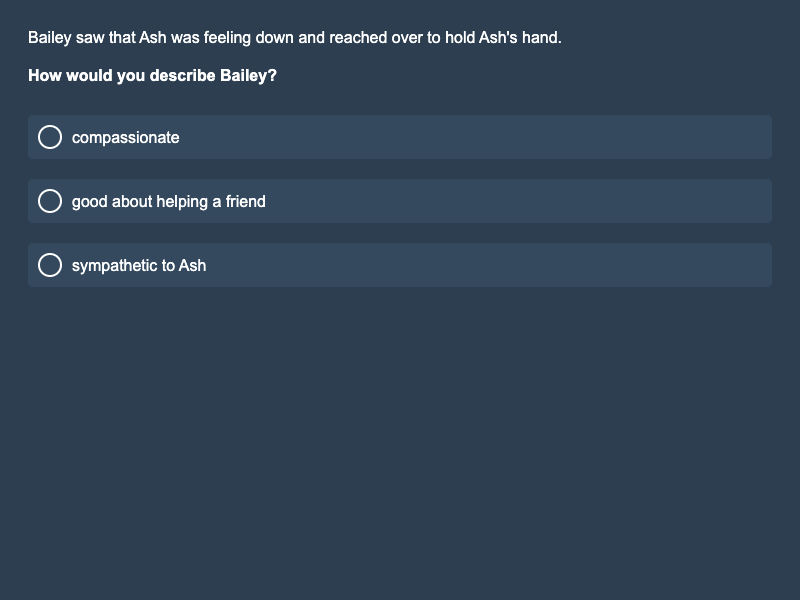 Bailey saw that Ash was feeling down and reached over to hold Ash's hand.
How would you describe Bailey?
compassionate
good about helping a friend
sympathetic to Ash